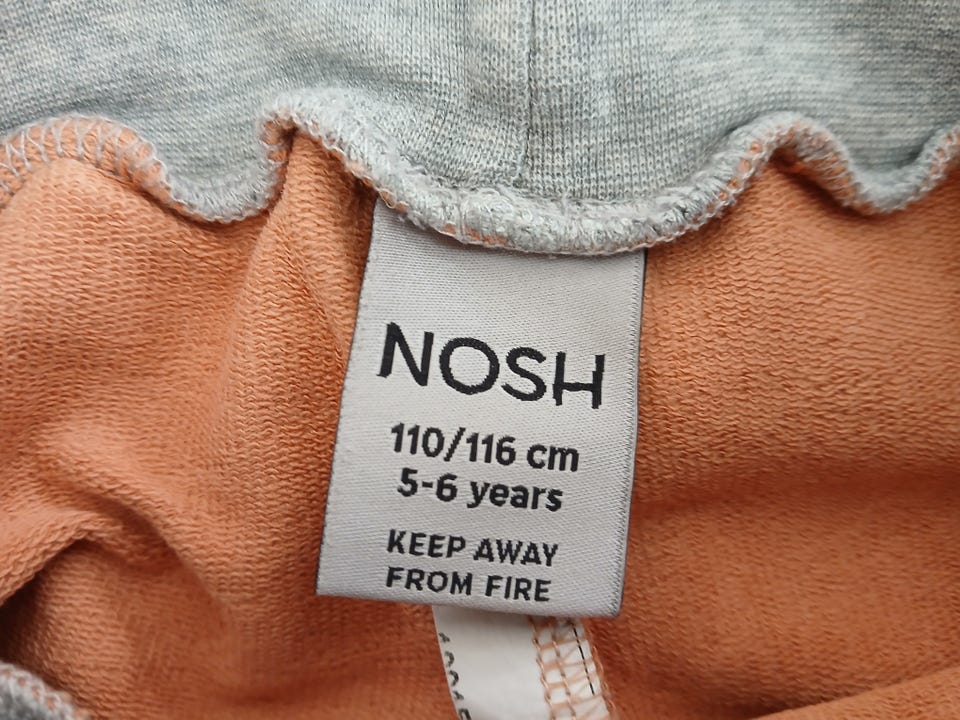 NOSH
110/116 cm
5-6 years
KEEP AWAY
FROM FIRE